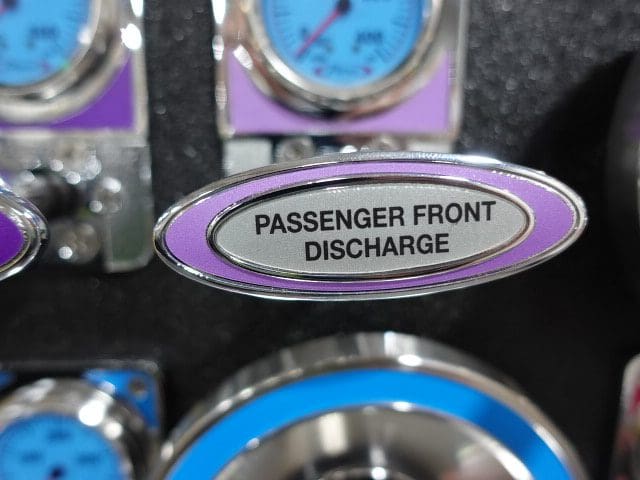 PASSENGER FRONT
DISCHARGE